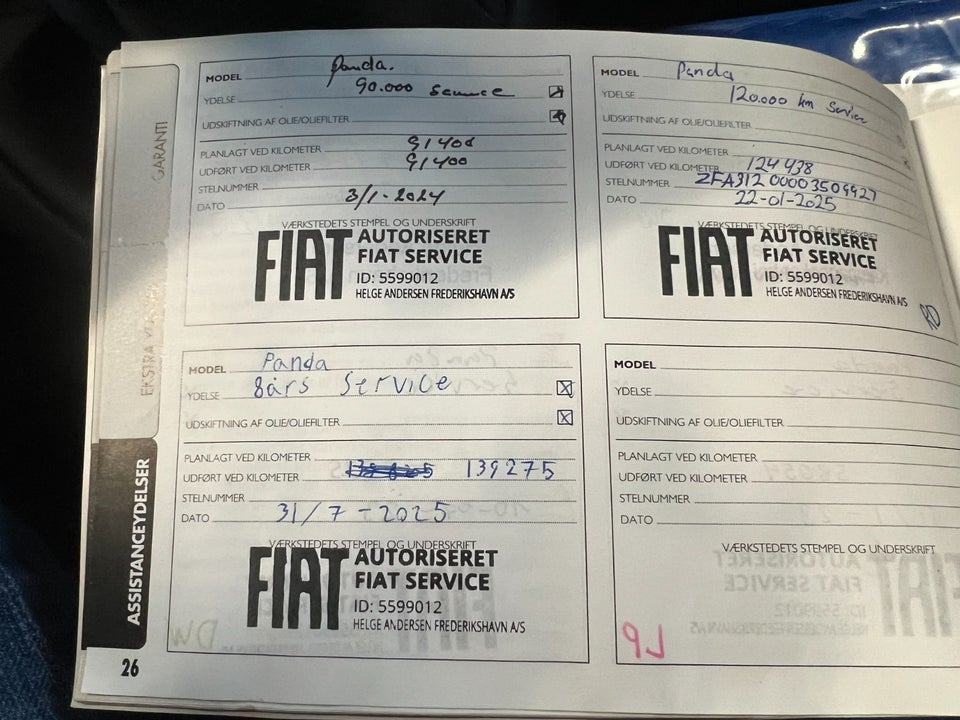 GARANTI
EKSTRA
ASSISTANCEYDELSER
MODEL Panda.
YDELSE 90.000 Service
UDSKIFTNING AF OLIE/OLIEFILTER
PLANLAGT VED KILOMETER 91400
UDFØRT VED KILOMETER 91400
STELNUMMER
DATO 3/1-2024
VÆRKSTEDETS STEMPEL OG UNDERSKRIFT
FIAT AUTORISERET
FIAT SERVICE
ID: 5599012
HELGE ANDERSEN FREDERIKSHAVN A/S
MODEL Panda
YDELSE 120.000 km Service
UDSKIFTNING AF OLIE/OLIEFILTER
PLANLAGT VED KILOMETER
UDFØRT VED KILOMETER 124438
STELNUMMER ZFA31200003509927
DATO 22-01-2025
VÆRKSTEDETS STEMPEL OG UNDERSKRIFT
FIAT AUTORISERET
FIAT SERVICE
ID: 5599012
HELGE ANDERSEN FREDERIKSHAVN A/S
MODEL Panda
YDELSE 8års Service
UDSKIFTNING AF OLIE/OLIEFILTER
PLANLAGT VED KILOMETER
UDFØRT VED KILOMETER 139275
STELNUMMER
DATO 31/7-2025
VÆRKSTEDETS STEMPEL OG UNDERSKRIFT
FIAT AUTORISERET
FIAT SERVICE
ID: 5599012
HELGE ANDERSEN FREDERIKSHAVN A/S
MODEL
YDELSE
UDSKIFTNING AF OLIE/OLIEFILTER
PLANLAGT VED KILOMETER
UDFØRT VED KILOMETER
STELNUMMER
DATO
VÆRKSTEDETS STEMPEL OG UNDERSKRIFT
26